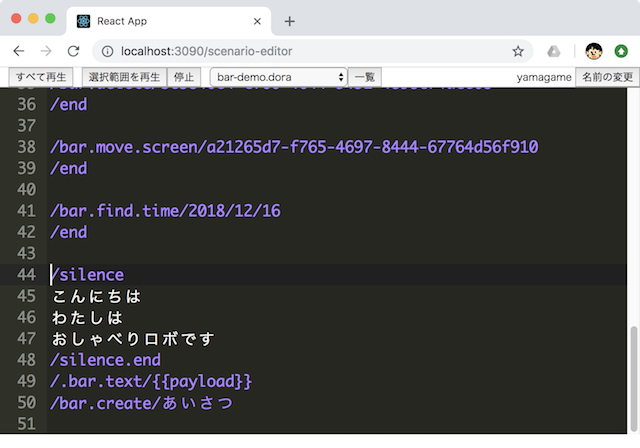 React App
localhost:3090/scenario-editor
すべて再生 選択範囲を再生 停止 bar-demo.dora 一覧 yamagame 名前の変更
36 /end
37
38 /bar.move.screen/a21265d7-f765-4697-8444-67764d56f910
39 /end
40
41 /bar.find.time/2018/12/16
42 /end
43
44 /silence
45 こんにちは
46 わたしは
47 おしゃべりロボです
48 /silence.end
49 /.bar.text/{{payload}}
50 /bar.create/あいさつ
51